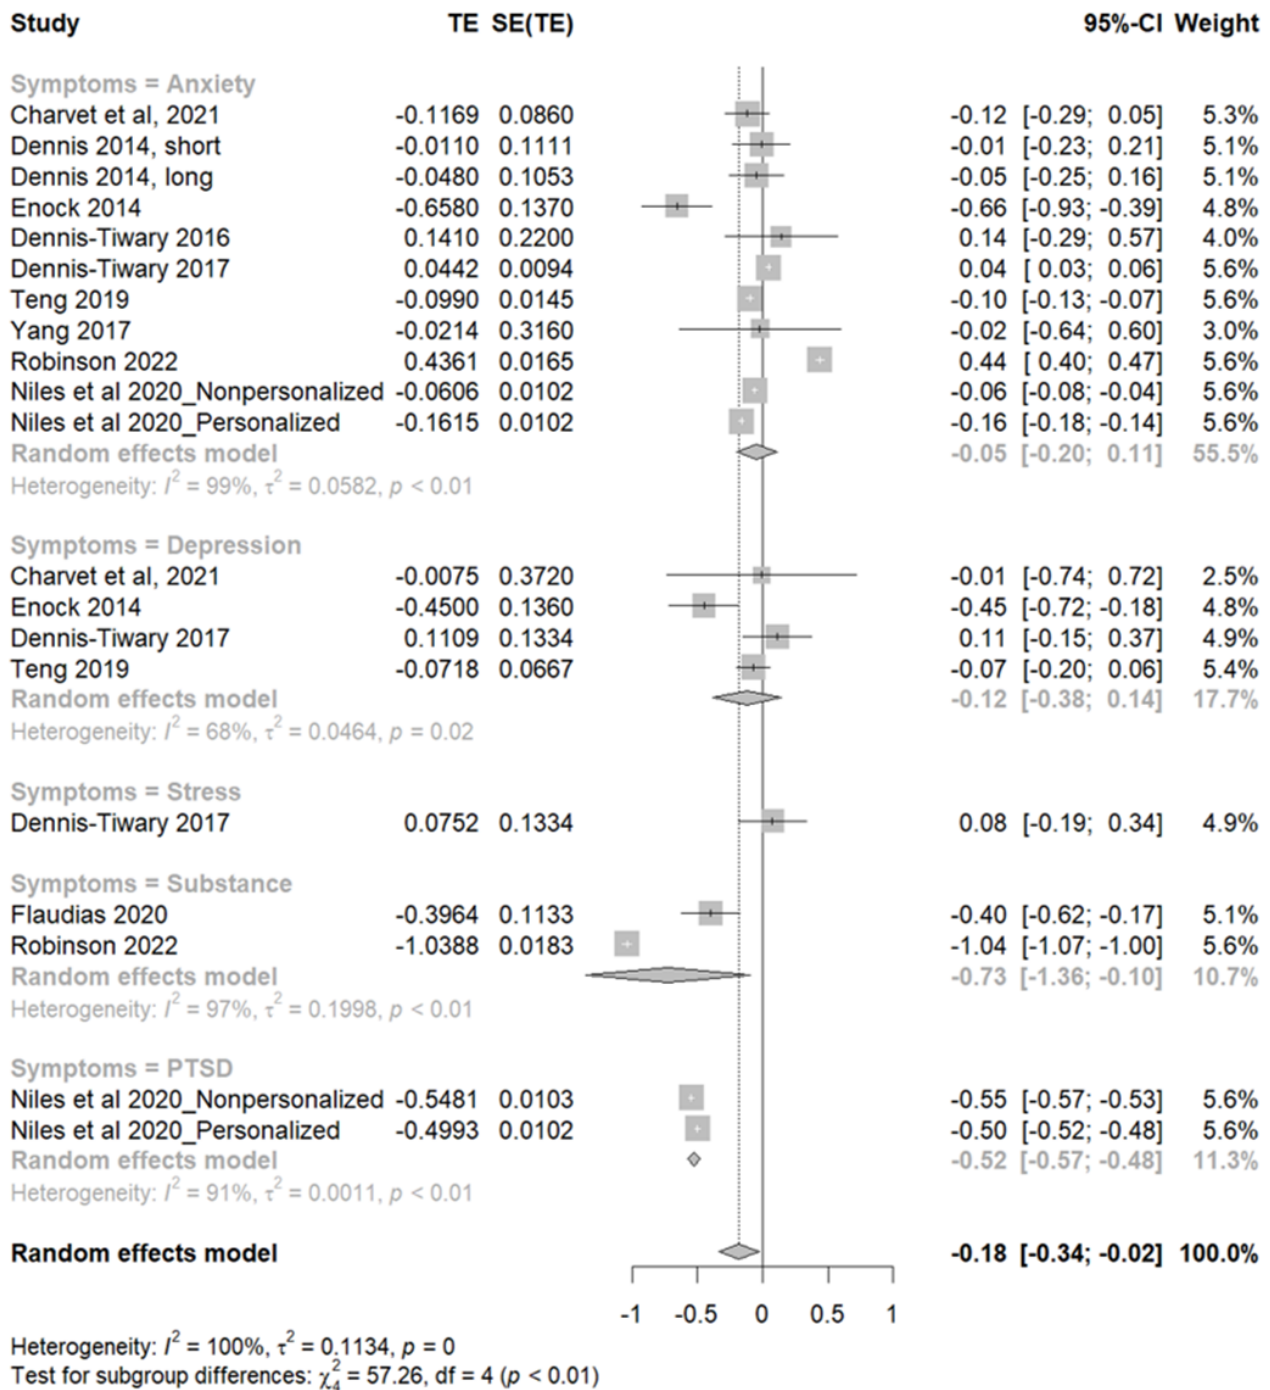 Study TE SE(TE) 95%-CI Weight
Symptoms = Anxiety
Charvet et al, 2021 -0.1169 0.0860 -0.12 [-0.29; 0.05] 5.3%
Dennis 2014, short -0.0110 0.1111 -0.01 [-0.23; 0.21] 5.1%
Dennis 2014, long -0.0480 0.1053 -0.05 [-0.25; 0.16] 5.1%
Enock 2014 -0.6580 0.1370 -0.66 [-0.93; -0.39] 4.8%
Dennis-Tiwary 2016 0.1410 0.2200 0.14 [-0.29; 0.57] 4.0%
Dennis-Tiwary 2017 0.0442 0.0094 0.04 [ 0.03; 0.06] 5.6%
Teng 2019 -0.0990 0.0145 -0.10 [-0.13; -0.07] 5.6%
Yang 2017 -0.0214 0.3160 -0.02 [-0.64; 0.60] 3.0%
Robinson 2022 0.4361 0.0165 0.44 [ 0.40; 0.47] 5.6%
Niles et al 2020_Nonpersonalized -0.0606 0.0102 -0.06 [-0.08; -0.04] 5.6%
Niles et al 2020_Personalized -0.1615 0.0102 -0.16 [-0.18; -0.14] 5.6%
Random effects model -0.05 [-0.20; 0.11] 55.5%
Heterogeneity: I² = 99%, τ² = 0.0582, p < 0.01
Symptoms = Depression
Charvet et al, 2021 -0.0075 0.3720 -0.01 [-0.74; 0.72] 2.5%
Enock 2014 -0.4500 0.1360 -0.45 [-0.72; -0.18] 4.8%
Dennis-Tiwary 2017 0.1109 0.1334 0.11 [-0.15; 0.37] 4.9%
Teng 2019 -0.0718 0.0667 -0.07 [-0.20; 0.06] 5.4%
Random effects model -0.12 [-0.38; 0.14] 17.7%
Heterogeneity: I² = 68%, τ² = 0.0464, p = 0.02
Symptoms = Stress
Dennis-Tiwary 2017 0.0752 0.1334 0.08 [-0.19; 0.34] 4.9%
Symptoms = Substance
Flaudias 2020 -0.3964 0.1133 -0.40 [-0.62; -0.17] 5.1%
Robinson 2022 -1.0388 0.0183 -1.04 [-1.07; -1.00] 5.6%
Random effects model -0.73 [-1.36; -0.10] 10.7%
Heterogeneity: I² = 97%, τ² = 0.1998, p < 0.01
Symptoms = PTSD
Niles et al 2020_Nonpersonalized -0.5481 0.0103 -0.55 [-0.57; -0.53] 5.6%
Niles et al 2020_Personalized -0.4993 0.0102 -0.50 [-0.52; -0.48] 5.6%
Random effects model -0.52 [-0.57; -0.48] 11.3%
Heterogeneity: I² = 91%, τ² = 0.0011, p < 0.01
Random effects model -0.18 [-0.34; -0.02] 100.0%
-1 -0.5 0 0.5 1
Heterogeneity: I² = 100%, τ² = 0.1134, p = 0
Test for subgroup differences: χ²₄ = 57.26, df = 4 (p < 0.01)